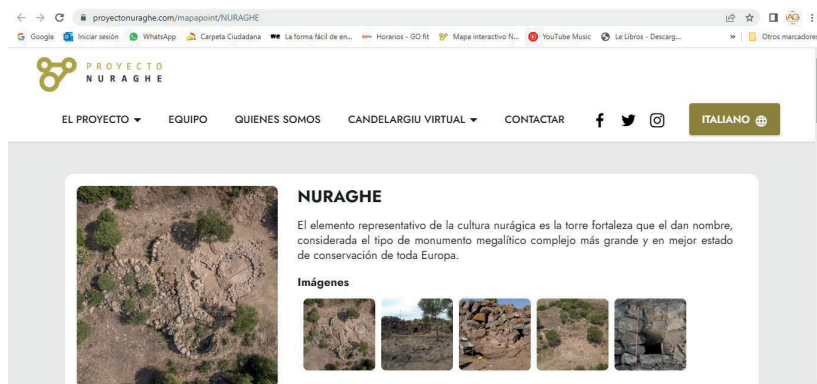 proyectonuraghe.com/mapapoint/NURAGHE
Google Iniciar sesión WhatsApp Carpeta Ciudadana La forma fácil de en... Horarios - GO fit Mapa interactivo N... YouTube Music Le Libros - Descarg... » Otros marcadores
PROYECTO
NURAGHE
EL PROYECTO EQUIPO QUIENES SOMOS CANDELARGIU VIRTUAL CONTACTAR ITALIANO
NURAGHE
El elemento representativo de la cultura nurágica es la torre fortaleza que el dan nombre,
considerada el tipo de monumento megalítico complejo más grande y en mejor estado
de conservación de toda Europa.
Imágenes